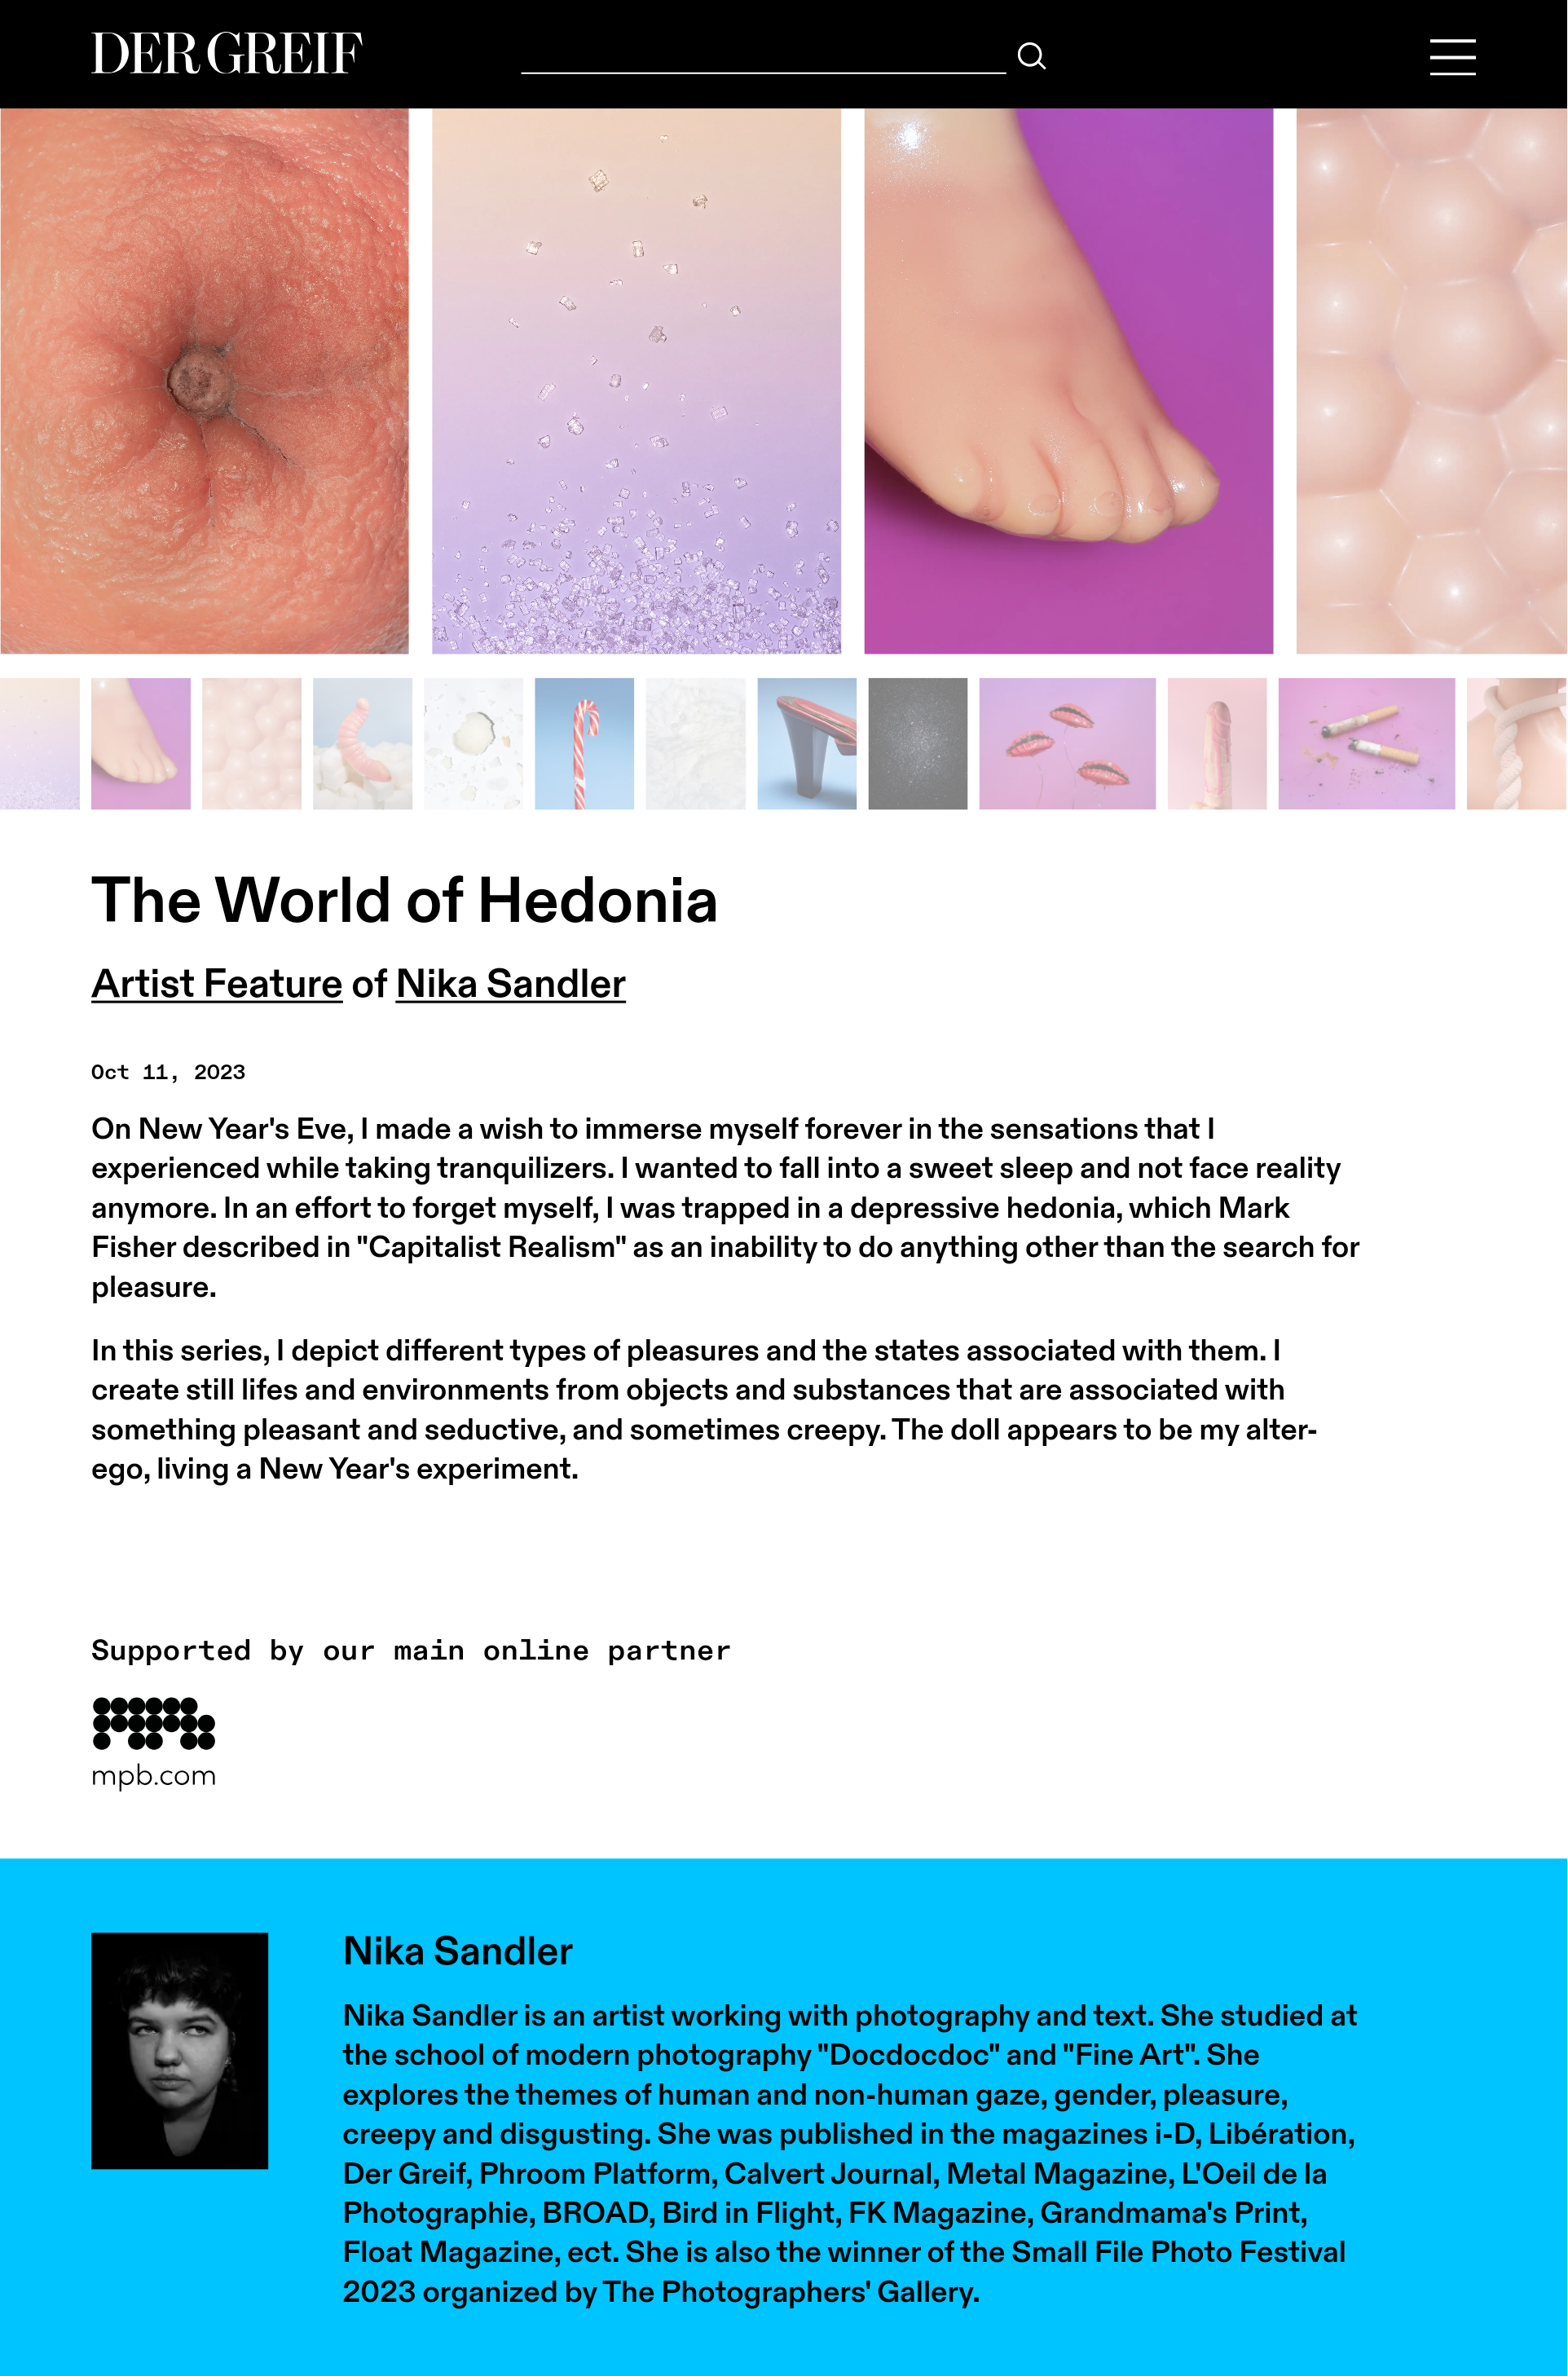 DER GREIF
The World of Hedonia
Artist Feature of Nika Sandler
Oct 11, 2023
On New Year's Eve, I made a wish to immerse myself forever in the sensations that I
experienced while taking tranquilizers. I wanted to fall into a sweet sleep and not face reality
anymore. In an effort to forget myself, I was trapped in a depressive hedonia, which Mark
Fisher described in "Capitalist Realism" as an inability to do anything other than the search for
pleasure.
In this series, I depict different types of pleasures and the states associated with them. I
create still lifes and environments from objects and substances that are associated with
something pleasant and seductive, and sometimes creepy. The doll appears to be my alter-
ego, living a New Year's experiment.
Supported by our main online partner
mpb.com
Nika Sandler
Nika Sandler is an artist working with photography and text. She studied at
the school of modern photography "Docdocdoc" and "Fine Art". She
explores the themes of human and non-human gaze, gender, pleasure,
creepy and disgusting. She was published in the magazines i-D, Libération,
Der Greif, Phroom Platform, Calvert Journal, Metal Magazine, L'Oeil de la
Photographie, BROAD, Bird in Flight, FK Magazine, Grandmama's Print,
Float Magazine, ect. She is also the winner of the Small File Photo Festival
2023 organized by The Photographers' Gallery.